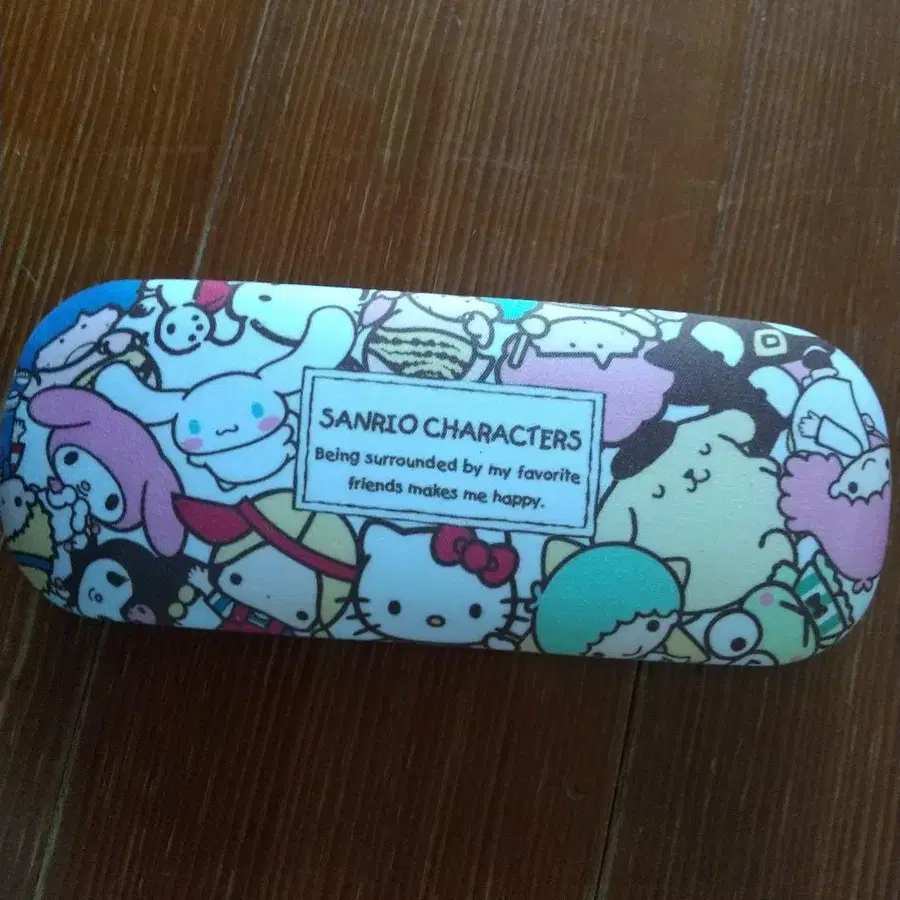 SANRIO CHARACTERS
Being surrounded by my favorite
friends makes me happy.